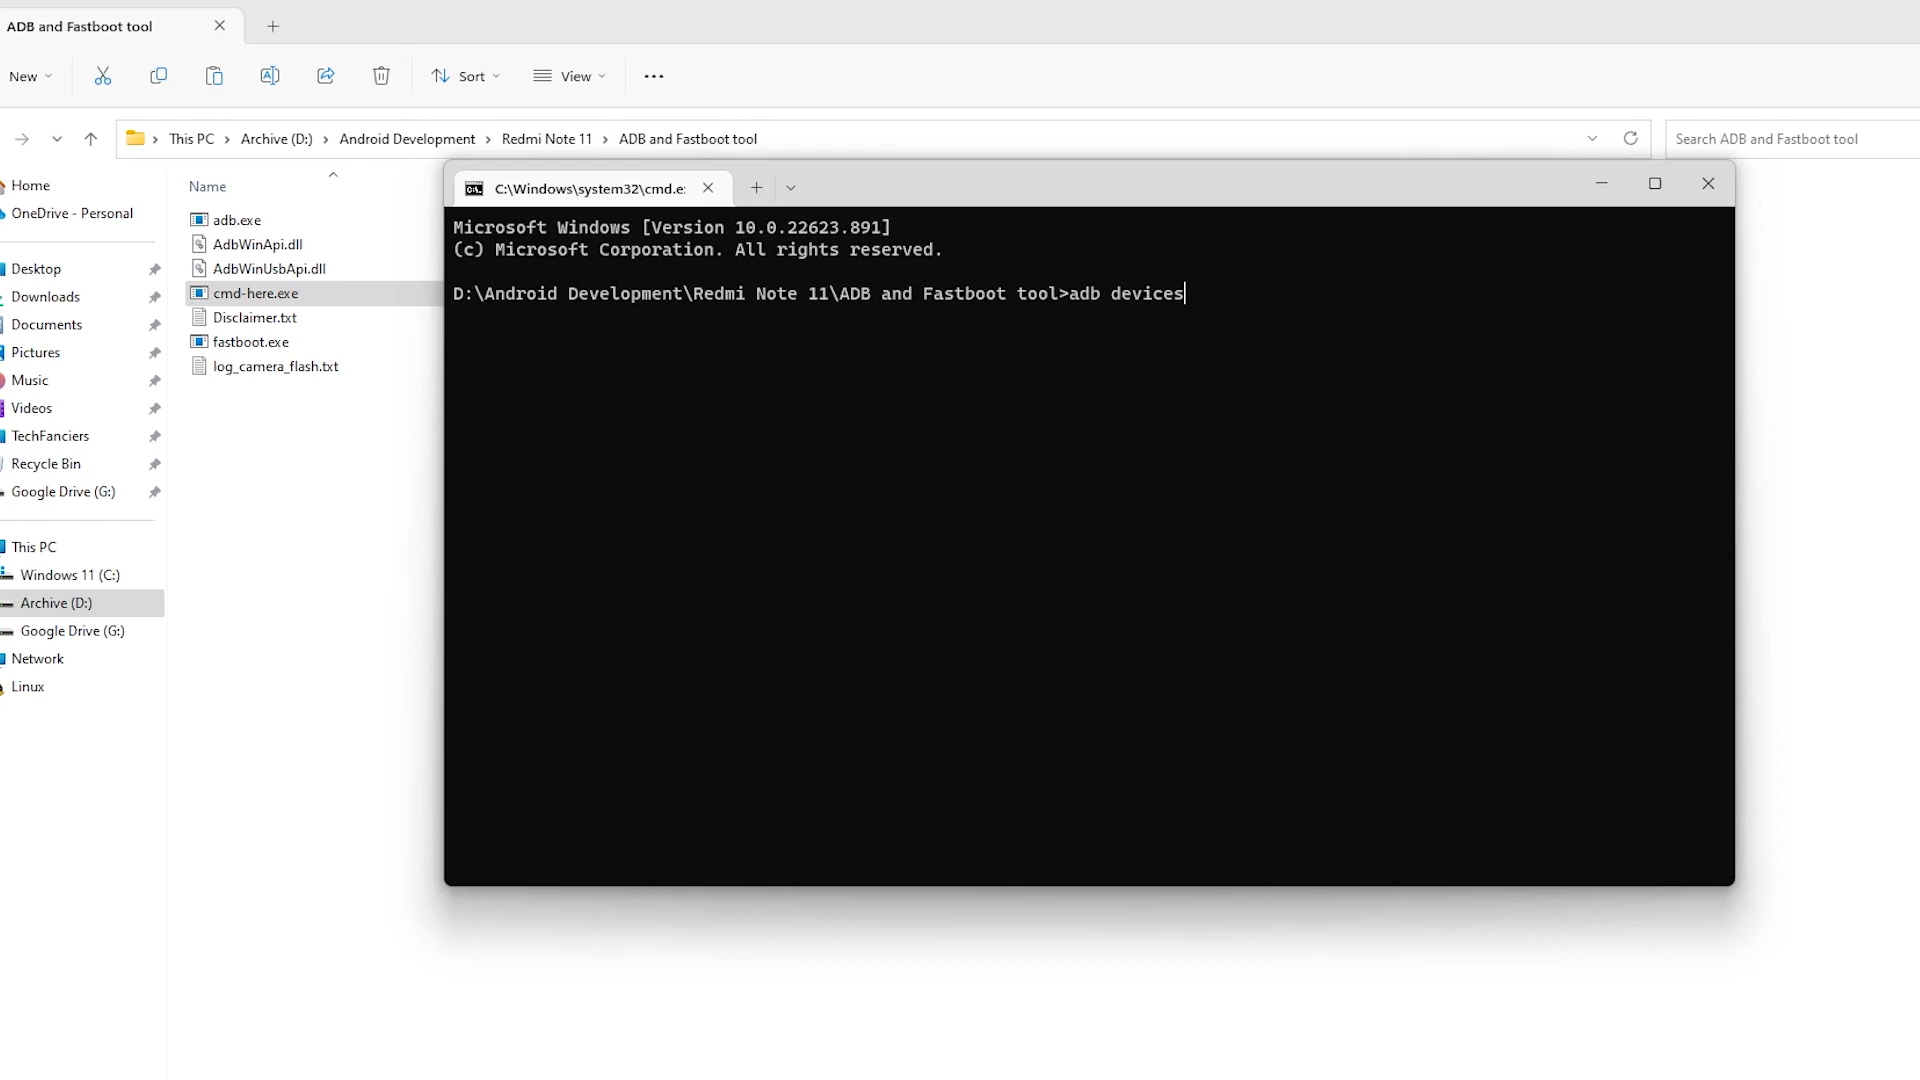 ADB and Fastboot tool
New
Sort
View
This PC
Archive (D:)
Android Development
Redmi Note 11
ADB and Fastboot tool
Search ADB and Fastboot tool
Home
OneDrive - Personal
Desktop
Downloads
Documents
Pictures
Music
Videos
TechFanciers
Recycle Bin
Google Drive (G:)
This PC
Windows 11 (C:)
Archive (D:)
Google Drive (G:)
Network
Linux
Name
adb.exe
AdbWinApi.dll
AdbWinUsbApi.dll
cmd-here.exe
Disclaimer.txt
fastboot.exe
log_camera_flash.txt
C:\Windows\system32\cmd.e
Microsoft Windows [Version 10.0.22623.891]
(c) Microsoft Corporation. All rights reserved.
D:\Android Development\Redmi Note 11\ADB and Fastboot tool>adb devices